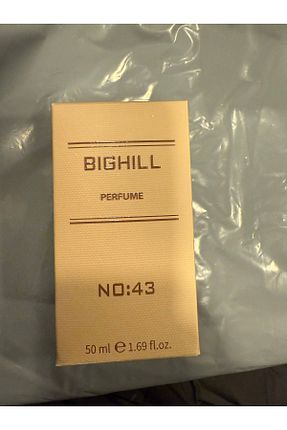 BIGHILL
PERFUME
NO:43
50 ml ℮ 1.69 fl.oz.